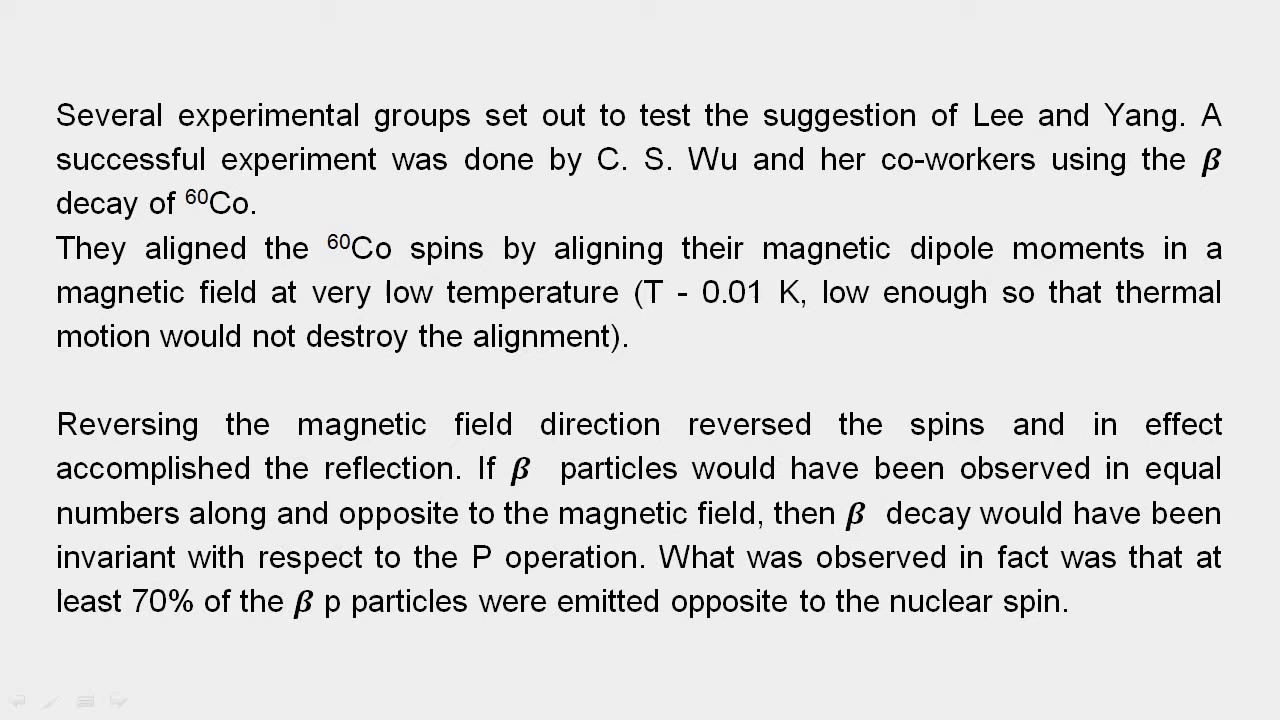 Several experimental groups set out to test the suggestion of Lee and Yang. A
successful experiment was done by C. S. Wu and her co-workers using the β
decay of ⁶⁰Co.
They aligned the ⁶⁰Co spins by aligning their magnetic dipole moments in a
magnetic field at very low temperature (T - 0.01 K, low enough so that thermal
motion would not destroy the alignment).
Reversing the magnetic field direction reversed the spins and in effect
accomplished the reflection. If β particles would have been observed in equal
numbers along and opposite to the magnetic field, then β decay would have been
invariant with respect to the P operation. What was observed in fact was that at
least 70% of the β p particles were emitted opposite to the nuclear spin.